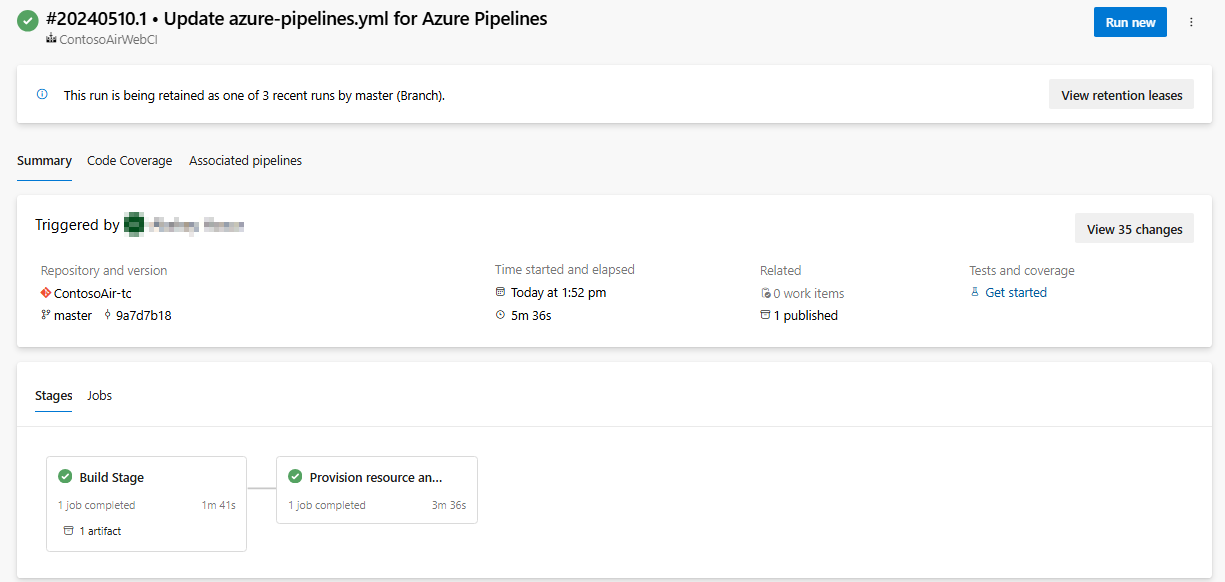 #20240510.1 • Update azure-pipelines.yml for Azure Pipelines
ContosoAirWebCI
Run new
This run is being retained as one of 3 recent runs by master (Branch).
View retention leases
Summary Code Coverage Associated pipelines
Triggered by
View 35 changes
Repository and version
ContosoAir-tc
master 9a7d7b18
Time started and elapsed
Today at 1:52 pm
5m 36s
Related
0 work items
1 published
Tests and coverage
Get started
Stages Jobs
Build Stage
1 job completed 1m 41s
1 artifact
Provision resource an...
1 job completed 3m 36s